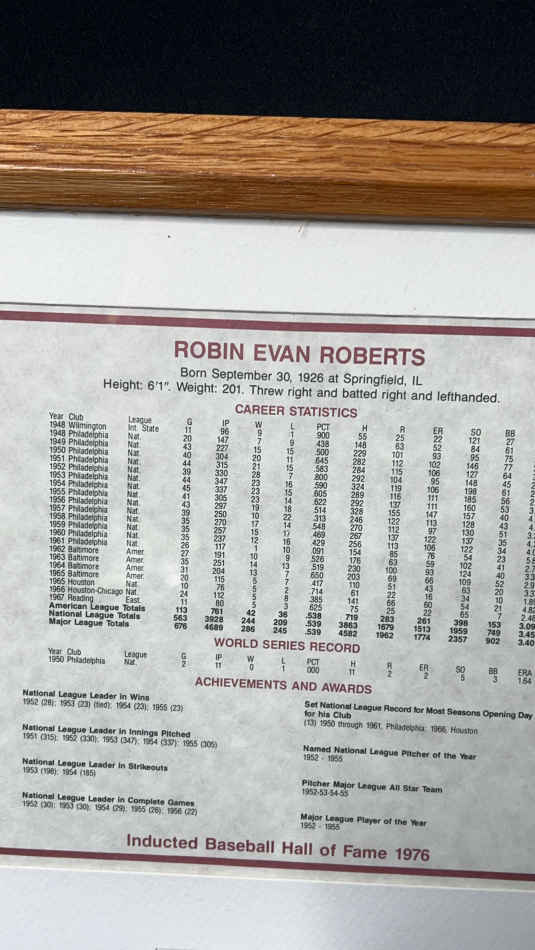 ROBIN EVAN ROBERTS
Born September 30, 1926 at Springfield, IL
Height: 6'1". Weight: 201. Threw right and batted right and lefthanded.
CAREER STATISTICS
Year Club League G IP W L PCT H R ER SO BB
1948 Wilmington Int. State 11 96 9 1 900 55 25 22 121 27
1948 Philadelphia Nat. 20 147 7 9 .438 148 63 52 84 61
1949 Philadelphia Nat. 43 227 15 15 .500 229 101 93 95 75
1950 Philadelphia Nat. 40 304 20 11 .645 282 112 102 146 77
1951 Philadelphia Nat. 44 315 21 15 .583 284 115 106 127 64
1952 Philadelphia Nat. 39 330 28 7 .800 292 104 95 148 45
1953 Philadelphia Nat. 44 347 23 16 .590 324 119 106 198 61
1954 Philadelphia Nat. 45 337 23 15 .605 289 116 111 185 56
1955 Philadelphia Nat. 41 305 23 14 .622 292 137 111 160 53
1956 Philadelphia Nat. 43 297 19 18 .514 328 155 147 157 40
1957 Philadelphia Nat. 39 250 10 22 .313 246 122 113 128 43
1958 Philadelphia Nat. 35 270 17 14 .548 270 112 97 130 51
1959 Philadelphia Nat. 35 257 15 17 .469 267 137 122 137 35
1960 Philadelphia Nat. 35 237 12 16 .429 256 113 106 122 34
1961 Philadelphia Nat. 26 117 1 10 .091 154 85 76 54 23
1962 Baltimore Amer. 27 191 10 9 .526 176 63 59 102 41
1963 Baltimore Amer. 35 251 14 13 .519 230 100 93 124 40
1964 Baltimore Amer. 31 204 13 7 .650 203 69 66 109 52
1965 Baltimore Amer. 20 115 5 7 .417 110 51 43 63 20
1965 Houston Nat. 10 76 5 2 .714 61 22 16 34 10
1966 Houston-Chicago Nat. 24 112 5 8 .385 141 66 60 54 21
1967 Reading East. 11 80 5 3 .625 75 25 22 65 7
American League Totals 113 761 42 36 .538 719 283 261 398 153 3.09
National League Totals 563 3928 244 209 .539 3863 1679 1513 1959 749 3.45
Major League Totals 676 4689 286 245 .539 4582 1962 1774 2357 902 3.40
WORLD SERIES RECORD
Year Club League G IP W L PCT H R ER SO BB ERA
1950 Philadelphia Nat. 2 11 0 1 000 11 2 2 5 3 1.64
ACHIEVEMENTS AND AWARDS
National League Leader in Wins
1952 (28); 1953 (23) (tied); 1954 (23); 1955 (23)
National League Leader in Innings Pitched
1951 (315); 1952 (330); 1953 (347); 1954 (337); 1955 (305)
National League Leader in Strikeouts
1953 (198); 1954 (185)
National League Leader in Complete Games
1952 (30); 1953 (30); 1954 (29); 1955 (26); 1956 (22)
Set National League Record for Most Seasons Opening Day
for his Club
(13) 1950 through 1961, Philadelphia; 1966, Houston
Named National League Pitcher of the Year
1952 - 1955
Pitcher Major League All Star Team
1952-53-54-55
Major League Player of the Year
1952 - 1955
Inducted Baseball Hall of Fame 1976